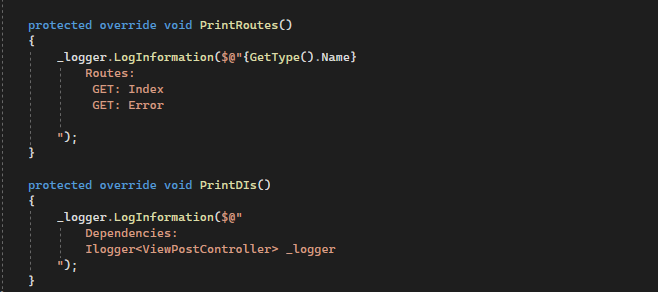 protected override void PrintRoutes()
{
_logger.LogInformation($@"{GetType().Name}
Routes:
GET: Index
GET: Error
");
}
protected override void PrintDIs()
{
_logger.LogInformation($@"
Dependencies:
Ilogger<ViewPostController> _logger
");
}